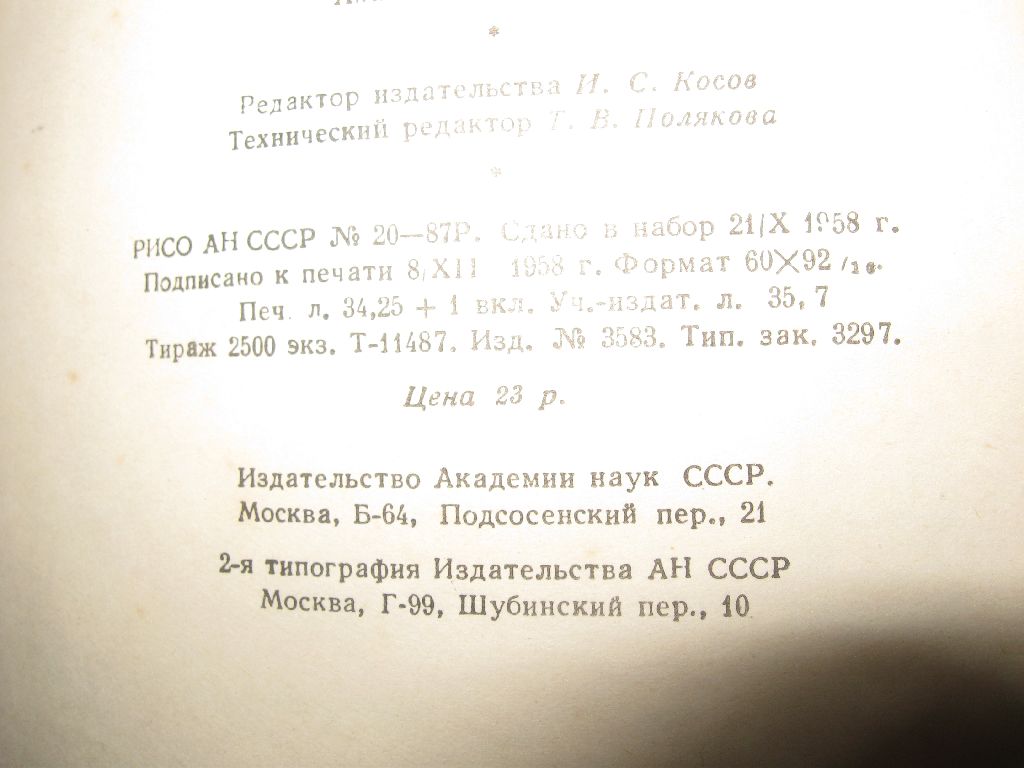 *
Редактор издательства И. С. Косов
Технический редактор Т. В. Полякова
*
РИСО АН СССР № 20—87Р. Сдано в набор 21/X 1958 г.
Подписано к печати 8/XII 1958 г. Формат 60×92 /16.
Печ. л. 34,25 + 1 вкл. Уч.-издат. л. 35,7
Тираж 2500 экз. Т-11487. Изд. № 3583. Тип. зак. 3297.
Цена 23 р.
Издательство Академии наук СССР.
Москва, Б-64, Подсосенский пер., 21
2-я типография Издательства АН СССР
Москва, Г-99, Шубинский пер., 10